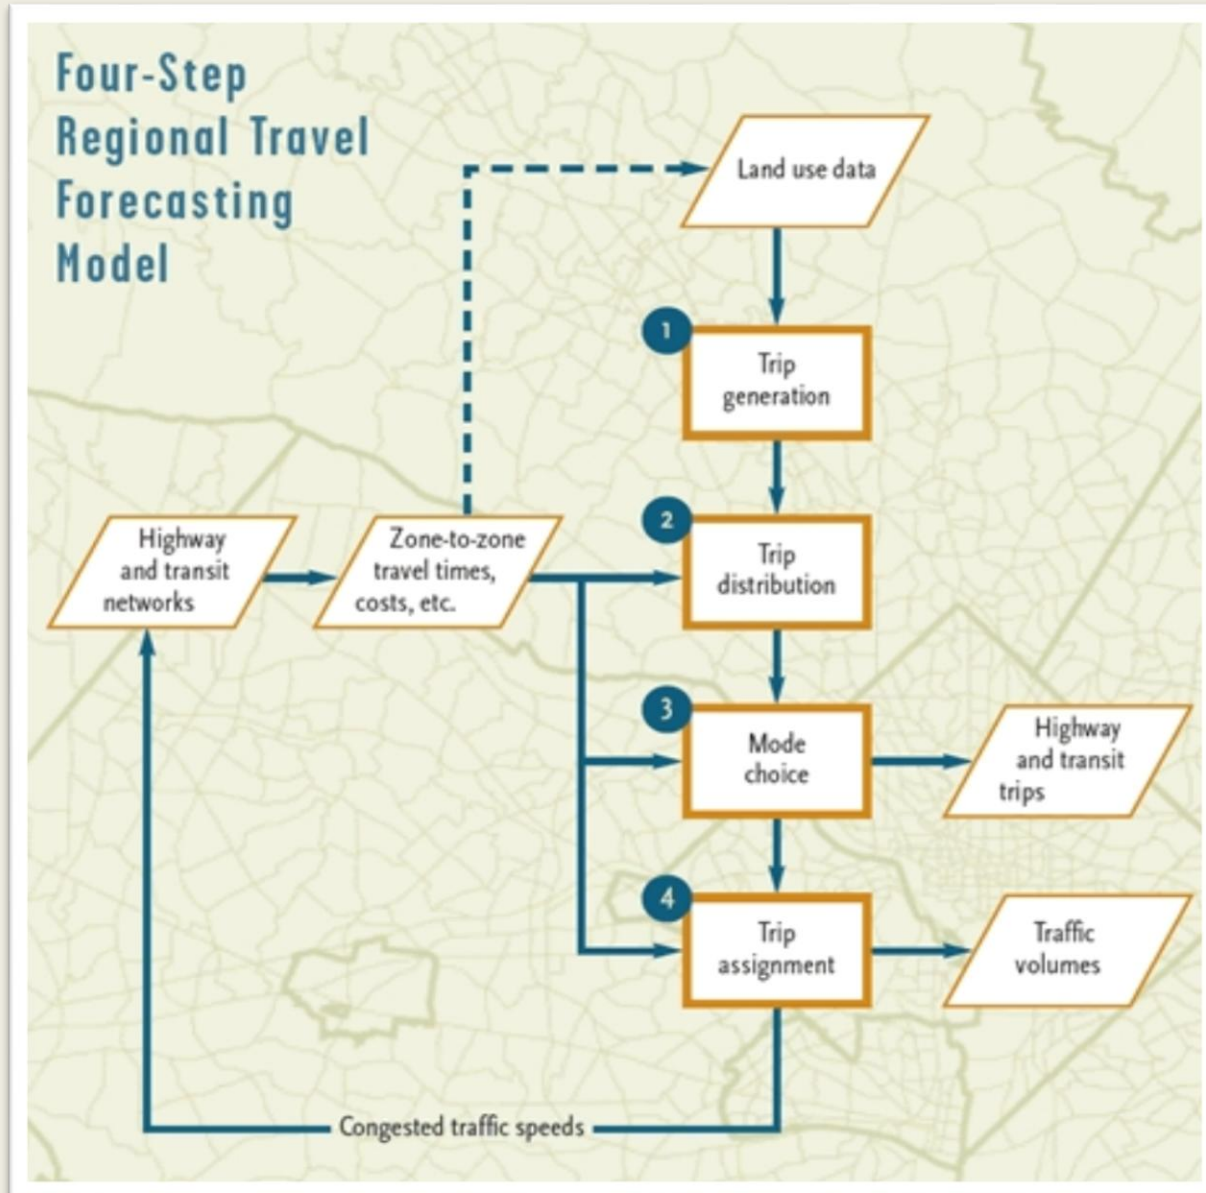 Four-Step
Regional Travel
Forecasting
Model
Land use data
1
Trip
generation
2
Trip
distribution
Highway
and transit
networks
Zone-to-zone
travel times,
costs, etc.
3
Mode
choice
Highway
and transit
trips
4
Trip
assignment
Traffic
volumes
Congested traffic speeds